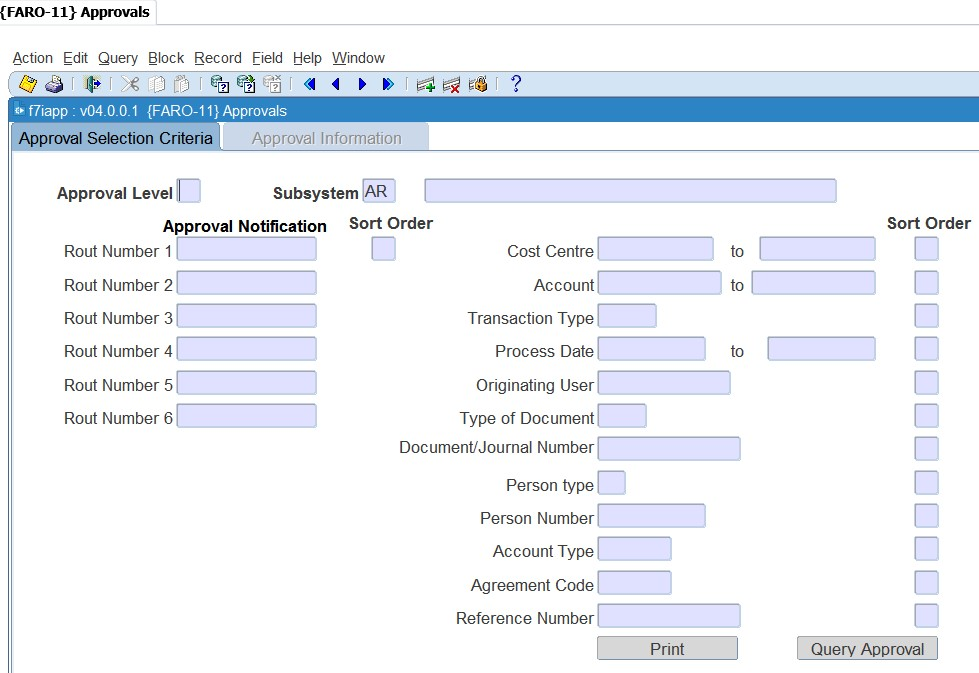 {FARO-11} Approvals
Action Edit Query Block Record Field Help Window
f7iapp : v04.0.0.1 {FARO-11} Approvals
Approval Selection Criteria Approval Information
Approval Level Subsystem AR
Approval Notification Sort Order Sort Order
Rout Number 1 Cost Centre to
Rout Number 2 Account to
Rout Number 3 Transaction Type
Rout Number 4 Process Date to
Rout Number 5 Originating User
Rout Number 6 Type of Document
Document/Journal Number
Person type
Person Number
Account Type
Agreement Code
Reference Number
Print Query Approval